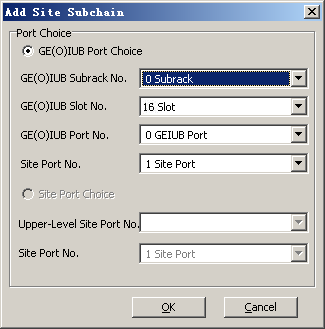 Add Site Subchain
Port Choice
GE(O)IUB Port Choice
GE(O)IUB Subrack No. 0 Subrack
GE(O)IUB Slot No. 16 Slot
GE(O)IUB Port No. 0 GEIUB Port
Site Port No. 1 Site Port
Site Port Choice
Upper-Level Site Port No.
Site Port No. 1 Site Port
OK Cancel